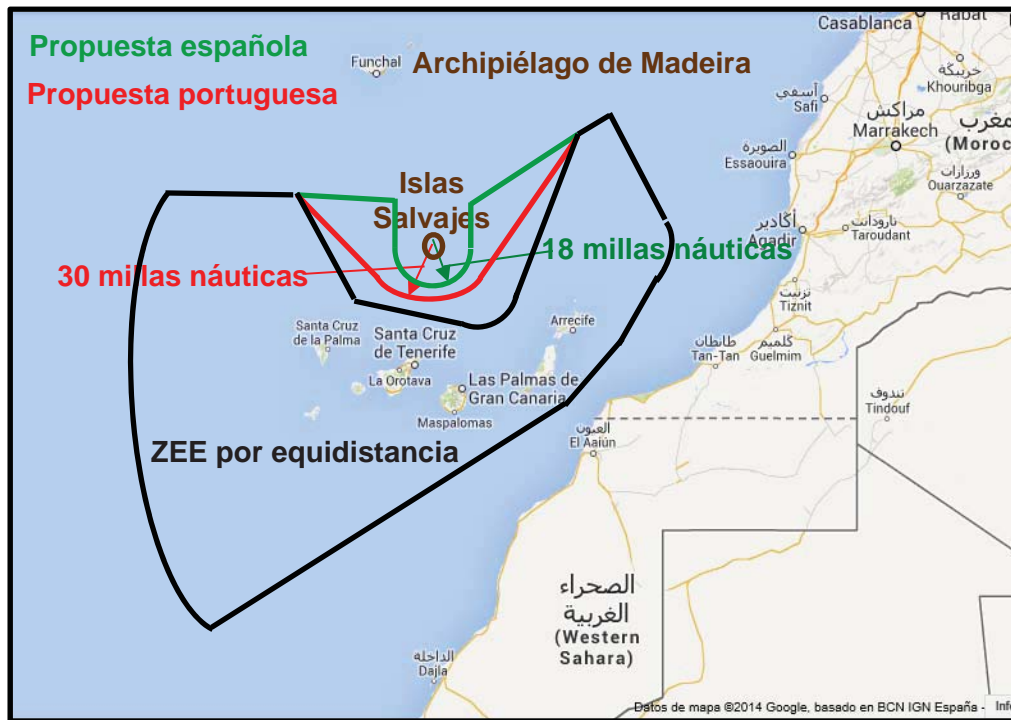 Propuesta española
Propuesta portuguesa
Archipiélago de Madeira
Funchal
Casablanca
Rabat
خريبكة
Khouribga
آسفي
Safi
مراكش
Marrakech
(Moroc
الصويرة
Essaouira
ورزازات
Ouarzazate
Islas
Salvajes
أكادير
Agadir
تارودانت
Taroudant
30 millas náuticas
18 millas náuticas
تزنيت
Tiznit
Santa Cruz
de la Palma
Santa Cruz
de Tenerife
La Orotava
Arrecife
Las Palmas de
Gran Canaria
Maspalomas
طانطان
Tan-Tan
كلميم
Guelmim
تندوف
Tindouf
العيون
El Aaiún
ZEE por equidistancia
الصحراء
الغربية
(Western
Sahara)
الداخلة
Dajla
Datos de mapa ©2014 Google, basado en BCN IGN España -